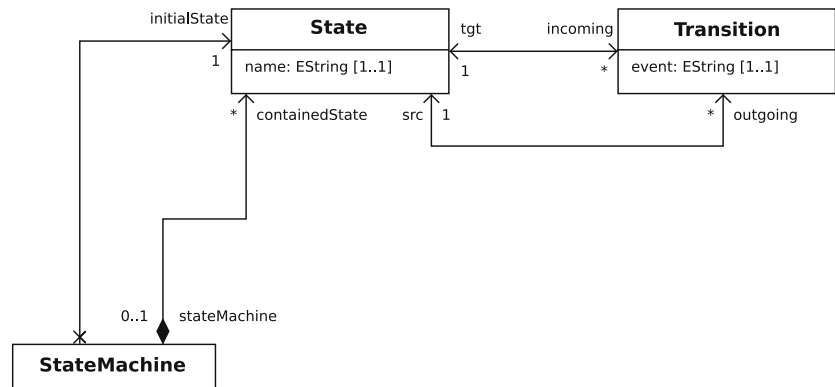 initialState
1
State
name: EString [1..1]
tgt
1
incoming
*
Transition
event: EString [1..1]
* containedState
src 1
* outgoing
0..1 stateMachine
StateMachine